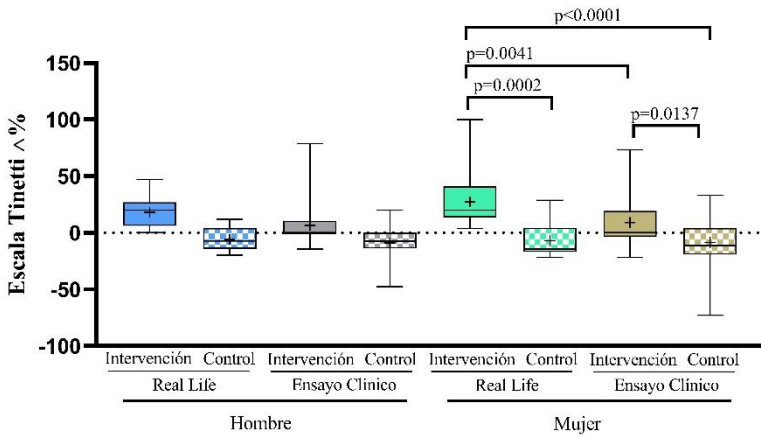 p<0.0001
p=0.0041
p=0.0002
p=0.0137
Escala Tinetti ^%
150
100
50
0
-50
-100
Intervención Control Intervención Control Intervención Control Intervención Control
Real Life Ensayo Clínico Real Life Ensayo Clínico
Hombre Mujer